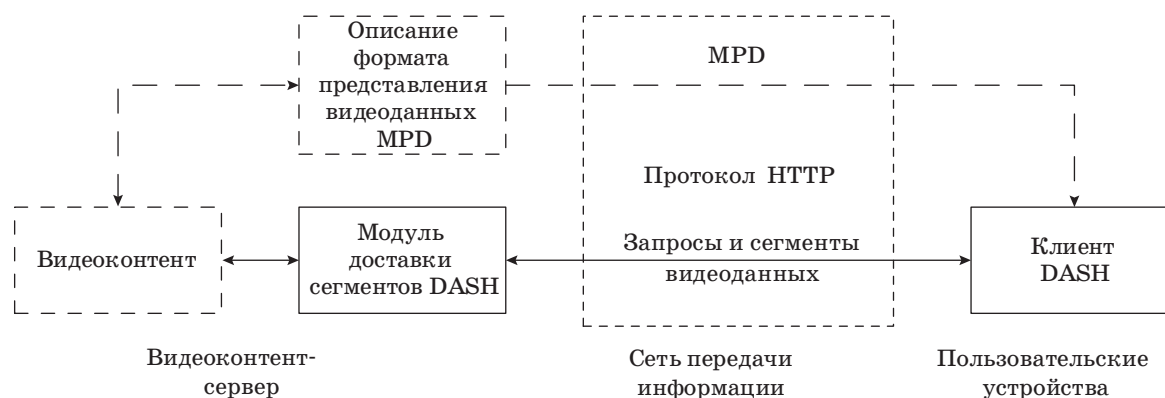 Описание
формата
представления
видеоданных
MPD
MPD
Протокол HTTP
Видеоконтент
Модуль
доставки
сегментов DASH
Запросы и сегменты
видеоданных
Клиент
DASH
Видеоконтент-
сервер
Сеть передачи
информации
Пользовательские
устройства